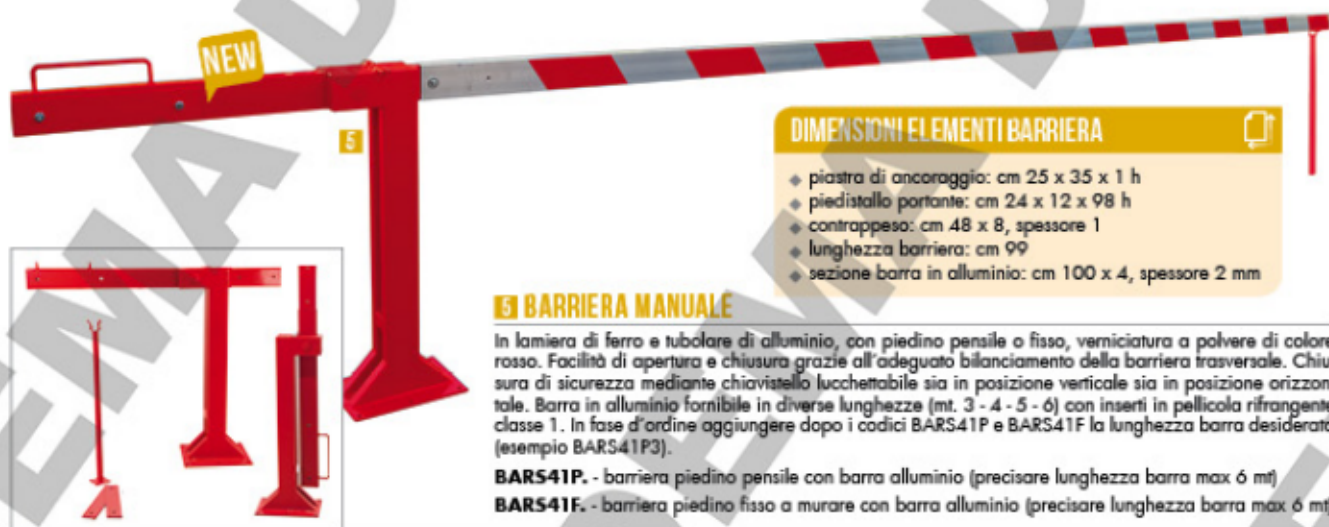 NEW
5
DIMENSIONI ELEMENTI BARRIERA
piastra di ancoraggio: cm 25 x 35 x 1 h
piedistallo portante: cm 24 x 12 x 98 h
contrappeso: cm 48 x 8, spessore 1
lunghezza barriera: cm 99
sezione barra in alluminio: cm 100 x 4, spessore 2 mm
5 BARRIERA MANUALE
In lamiera di ferro e tubolare di alluminio, con piedino pensile o fisso, verniciatura a polvere di colore
rosso. Facilità di apertura e chiusura grazie all'adeguato bilanciamento della barriera trasversale. Chiu
sura di sicurezza mediante chiavistello lucchettabile sia in posizione verticale sia in posizione orizzon
tale. Barra in alluminio fornibile in diverse lunghezze (mt. 3 - 4 - 5 - 6) con inserti in pellicola rifrangente
classe 1. In fase d'ordine aggiungere dopo i codici BARS41P e BARS41F la lunghezza barra desiderata
(esempio BARS41P3).
BARS41P. - barriera piedino pensile con barra alluminio (precisare lunghezza barra max 6 mt)
BARS41F. - barriera piedino fisso a murare con barra alluminio (precisare lunghezza barra max 6 mt)